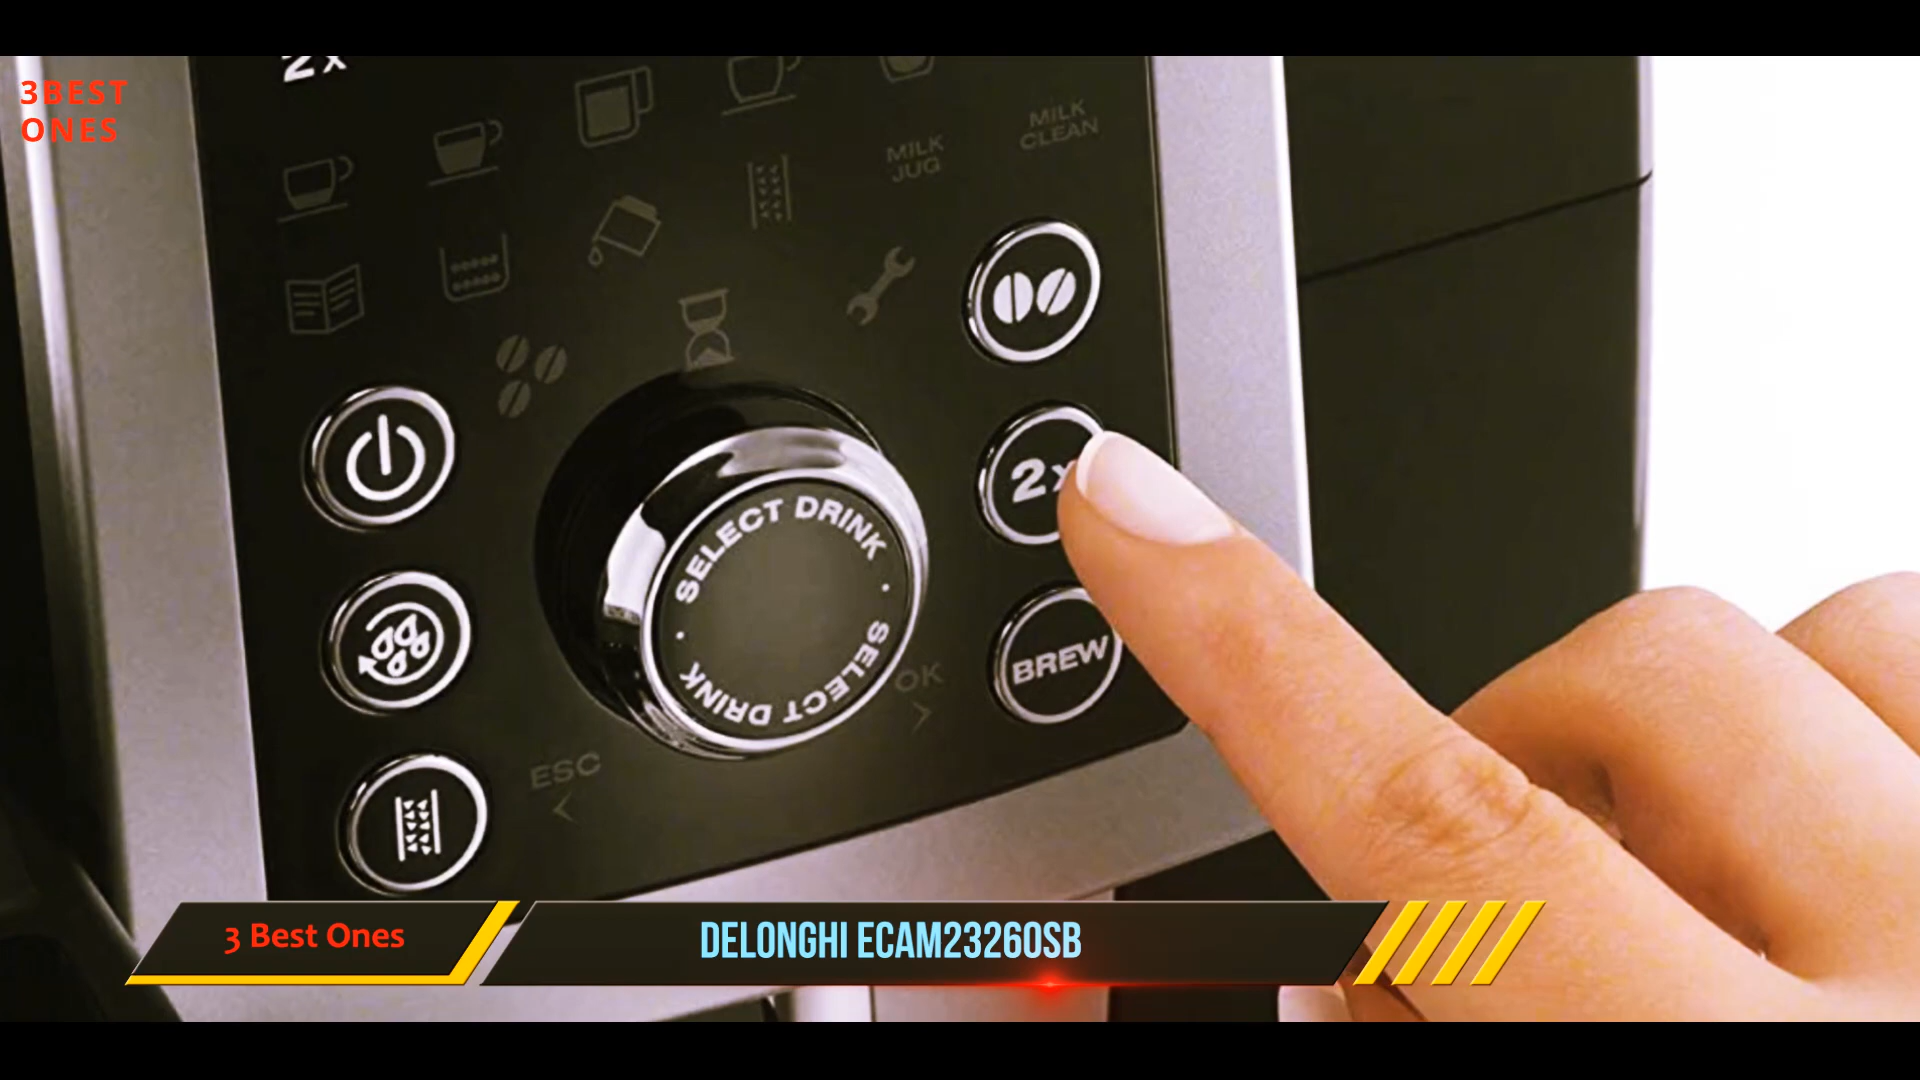 3BEST
ONES
2x
MILK
CLEAN
MILK
JUG
2x
SELECT DRINK · SELECT DRINK ·
BREW
OK
ESC
3 Best Ones
DELONGHI ECAM23260SB